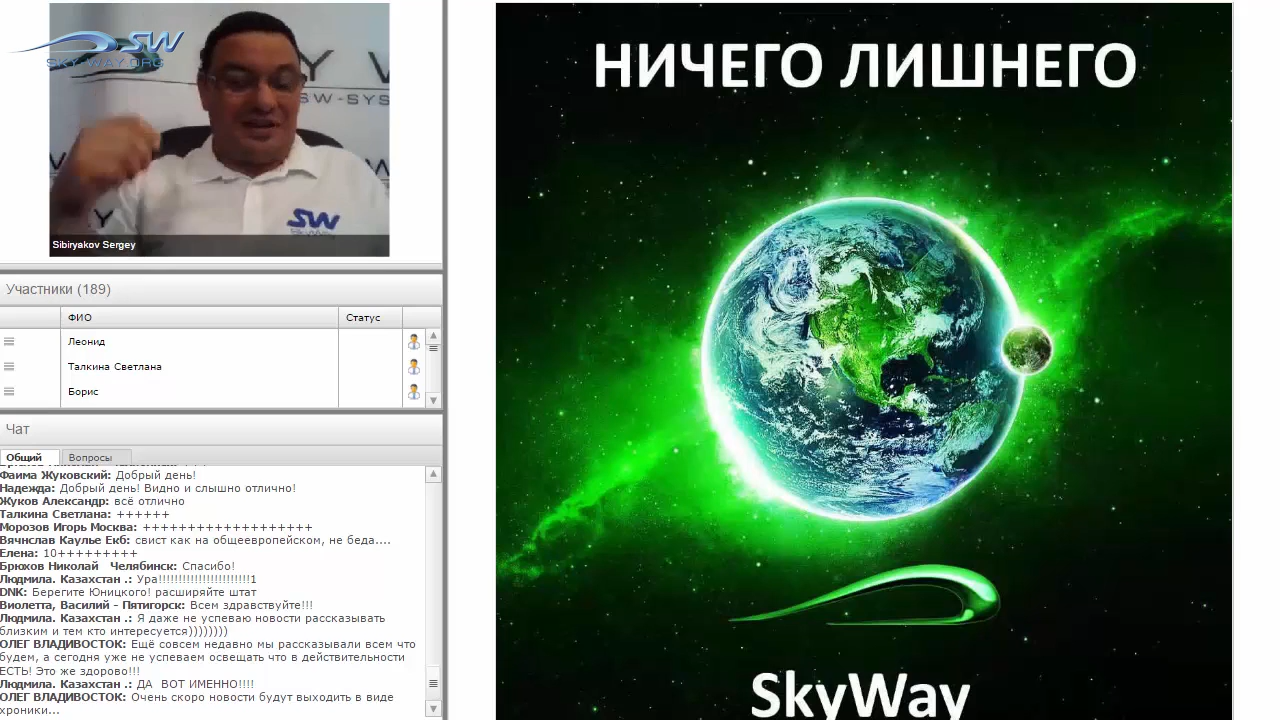 SW
SKY-WAY.ORG
Y W
SW-SYS
SW
SkyWay
Y
Sibiryakov Sergey
Участники (189)
ФИО
Статус
Леонид
Талкина Светлана
Борис
Чат
Общий
Вопросы
Фаима Жуковский: Добрый день!
Надежда: Добрый день! Видно и слышно отлично!
Жуков Александр: всё отлично
Талкина Светлана: ++++++
Морозов Игорь Москва: +++++++++++++++++++
Вячнслав Каулье Екб: свист как на общеевропейском, не беда....
Елена: 10+++++++++
Брюхов Николай Челябинск: Спасибо!
Людмила. Казахстан .: Ура!!!!!!!!!!!!!!!!!!!!!!!1
DNK: Берегите Юницкого! расширяйте штат
Виолетта, Василий - Пятигорск: Всем здравствуйте!!!
Людмила. Казахстан .: Я даже не успеваю новости рассказывать
близким и тем кто интересуется))))))))
ОЛЕГ ВЛАДИВОСТОК: Ещё совсем недавно мы рассказывали всем что
будем, а сегодня уже не успеваем освещать что в действительности
ЕСТЬ! Это же здорово!!!
Людмила. Казахстан .: ДА ВОТ ИМЕННО!!!!
ОЛЕГ ВЛАДИВОСТОК: Очень скоро новости будут выходить в виде
хроники...
НИЧЕГО ЛИШНЕГО
SkyWay